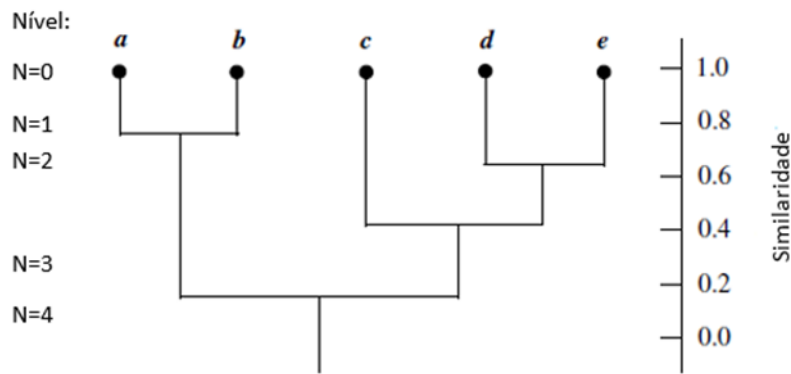 Nível:
a b c d e
N=0
N=1
N=2
N=3
N=4
1.0
0.8
0.6
0.4
0.2
0.0
Similaridade